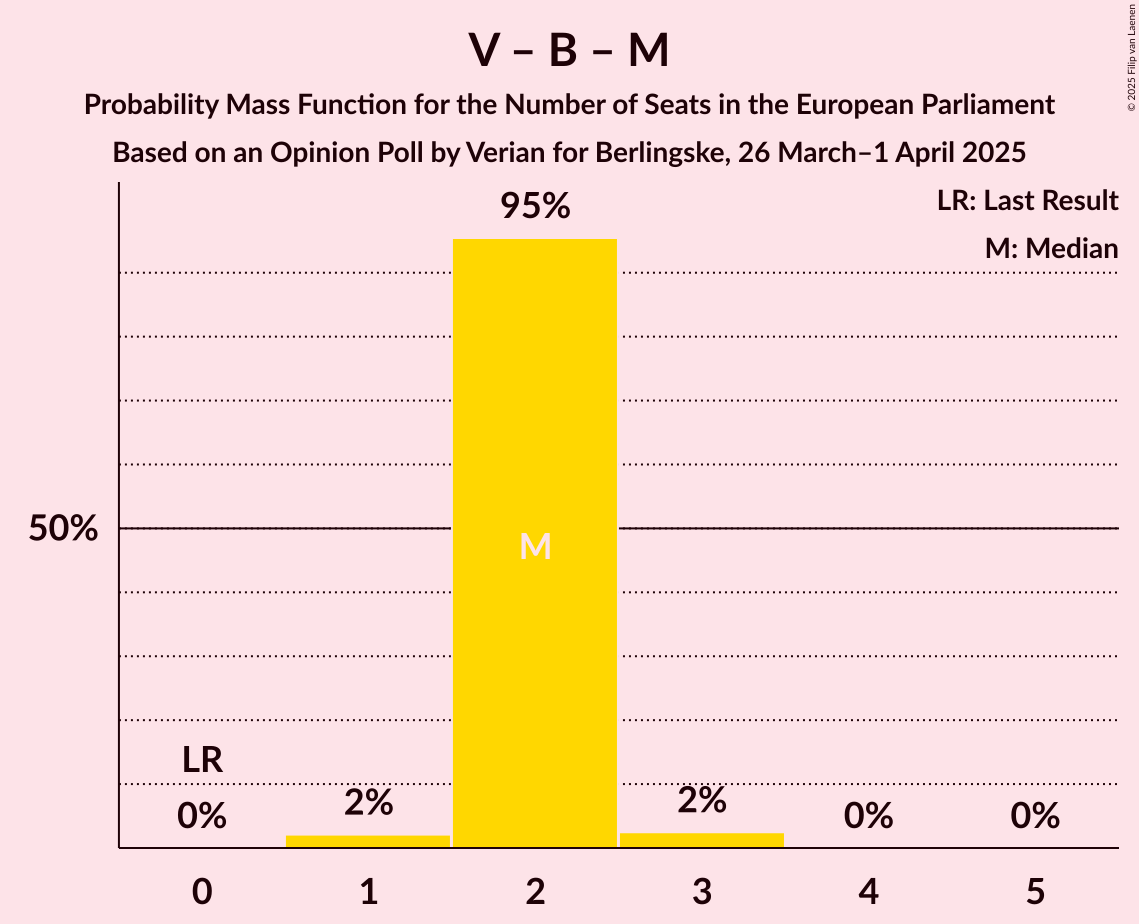 V – B – M
Probability Mass Function for the Number of Seats in the European Parliament
Based on an Opinion Poll by Verian for Berlingske, 26 March–1 April 2025
© 2025 Filip van Laenen
LR: Last Result
M: Median
95%
50%
M
LR
0%
2%
2%
0%
0%
0
1
2
3
4
5